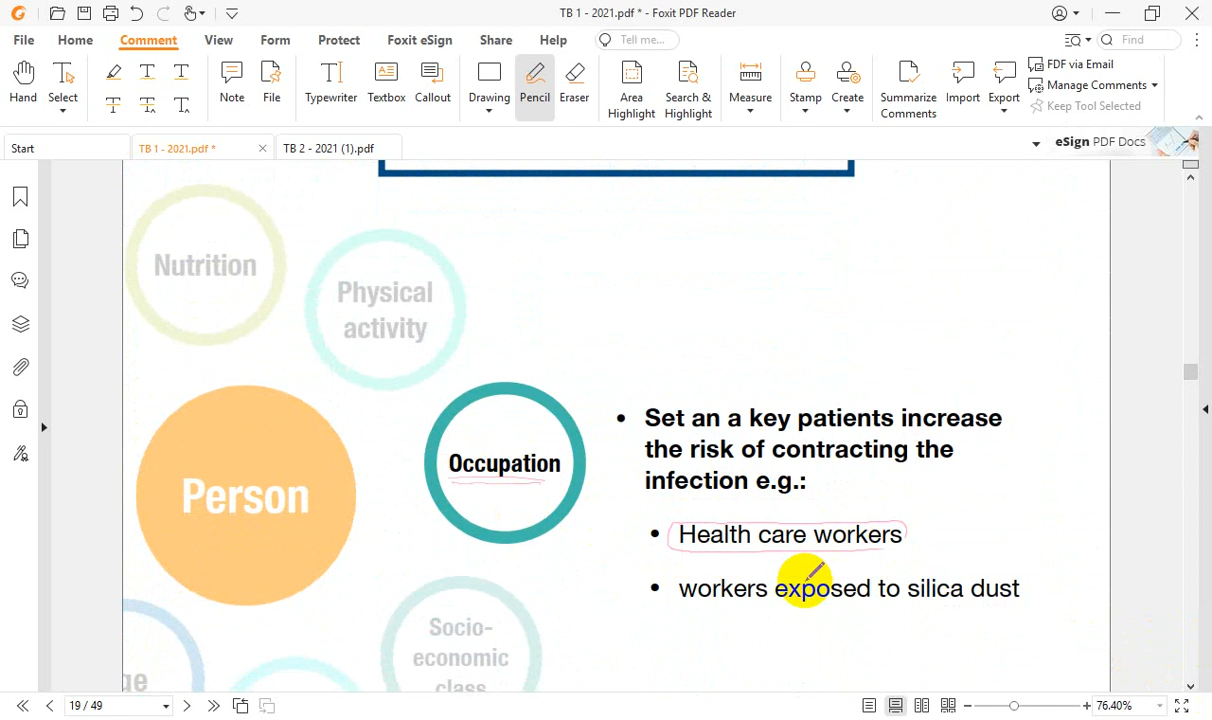 TB 1 - 2021.pdf * - Foxit PDF Reader
File Home Comment View Form Protect Foxit eSign Share Help Tell me... Find
Hand Select Note File Typewriter Textbox Callout Drawing Pencil Eraser Area Highlight Search & Highlight Measure Stamp Create Summarize Comments Import Export
FDF via Email
Manage Comments
Keep Tool Selected
Start TB 1 - 2021.pdf * TB 2 - 2021 (1).pdf eSign PDF Docs
Nutrition
Physical
activity
Occupation
Person
Socio-
economic
class
ge
• Set an a key patients increase
the risk of contracting the
infection e.g.:
• Health care workers
• workers exposed to silica dust
19 / 49 76.40%